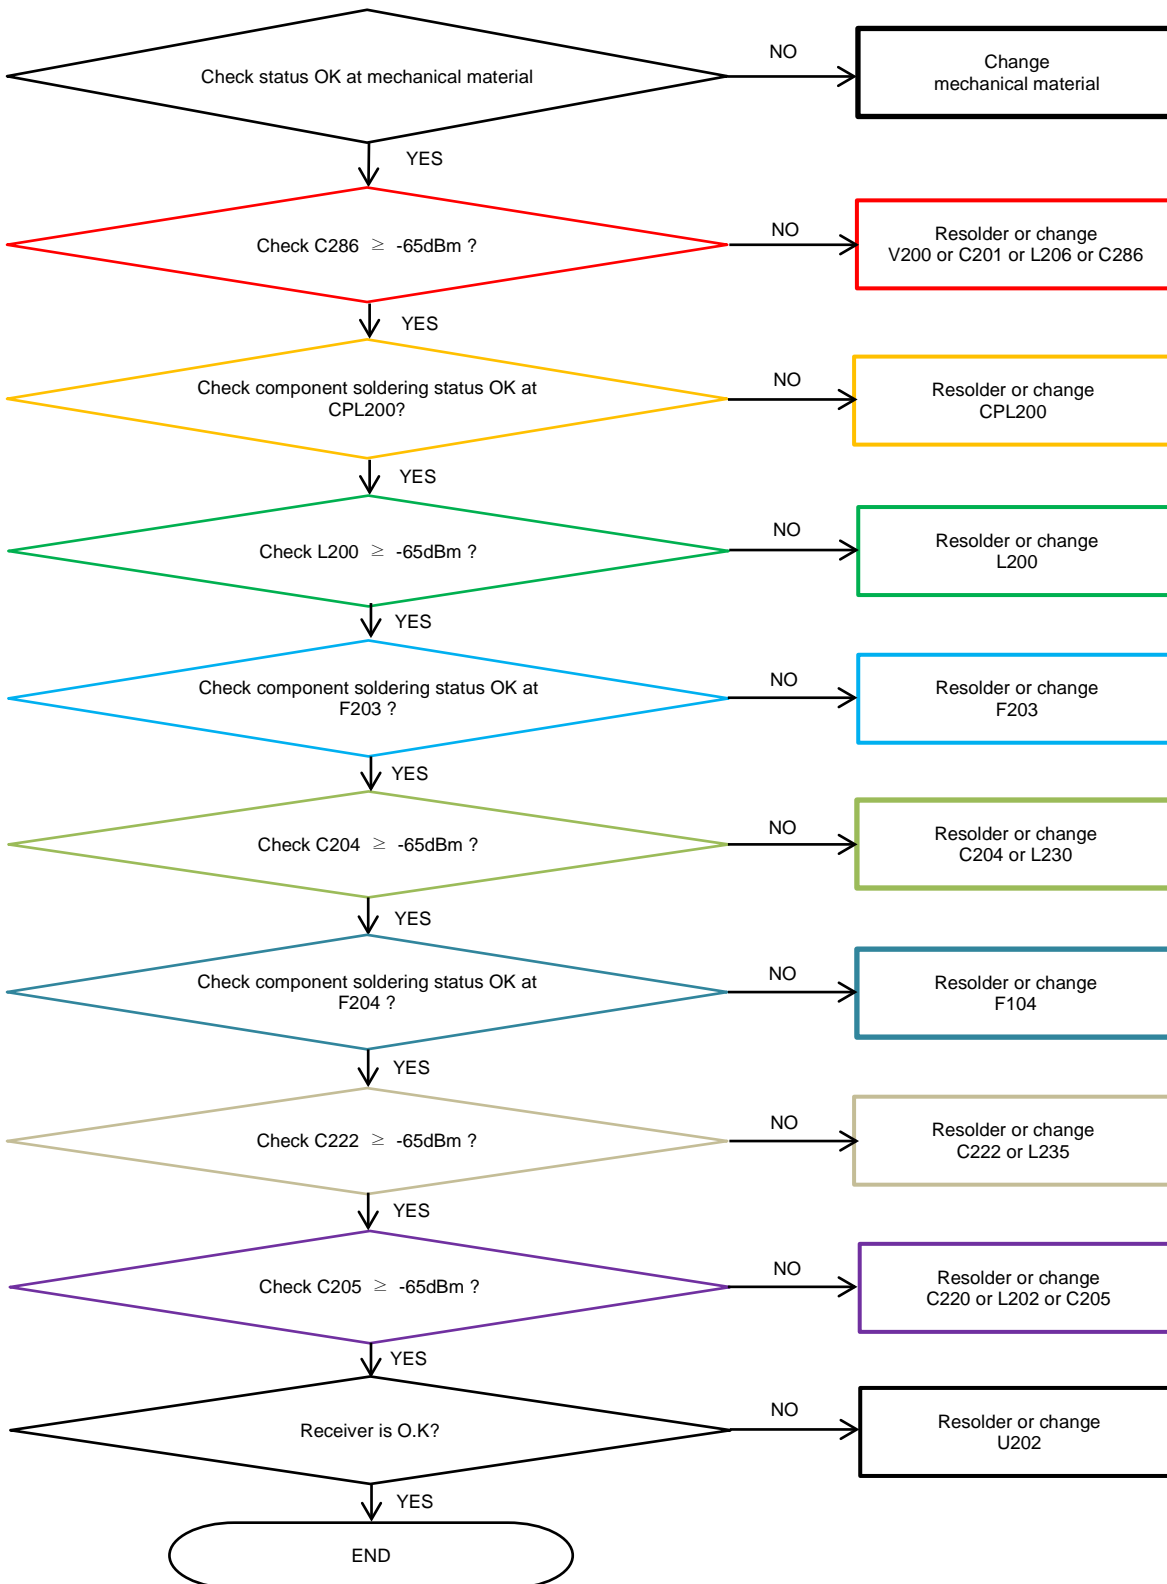 Check status OK at mechanical material
NO
Change
mechanical material
YES
Check C286 ≥ -65dBm ?
NO
Resolder or change
V200 or C201 or L206 or C286
YES
Check component soldering status OK at
CPL200?
NO
Resolder or change
CPL200
YES
Check L200 ≥ -65dBm ?
NO
Resolder or change
L200
YES
Check component soldering status OK at
F203 ?
NO
Resolder or change
F203
YES
Check C204 ≥ -65dBm ?
NO
Resolder or change
C204 or L230
YES
Check component soldering status OK at
F204 ?
NO
Resolder or change
F104
YES
Check C222 ≥ -65dBm ?
NO
Resolder or change
C222 or L235
YES
Check C205 ≥ -65dBm ?
NO
Resolder or change
C220 or L202 or C205
YES
Receiver is O.K?
NO
Resolder or change
U202
YES
END